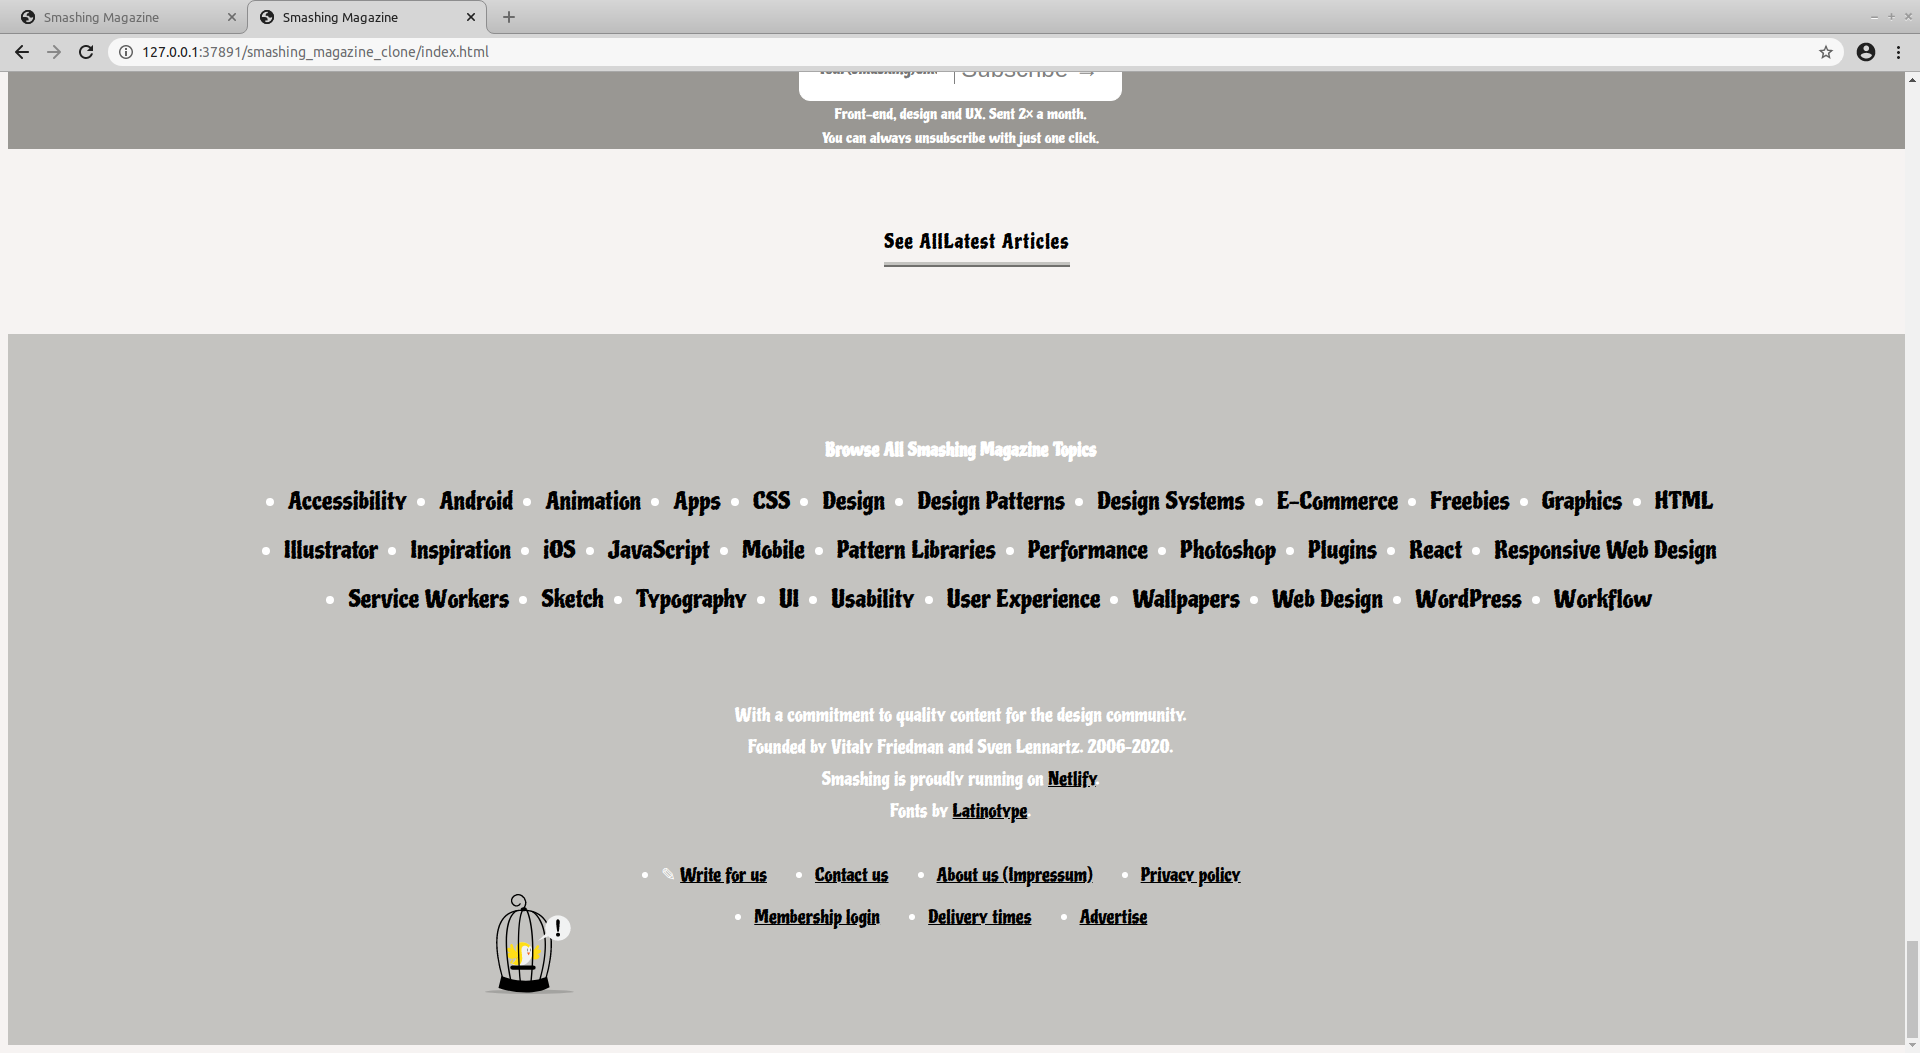 Smashing Magazine
Smashing Magazine
127.0.0.1:37891/smashing_magazine_clone/index.html
Subscribe →
Front-end, design and UX. Sent 2× a month.
You can always unsubscribe with just one click.
See AllLatest Articles
Browse All Smashing Magazine Topics
• Accessibility • Android • Animation • Apps • CSS • Design • Design Patterns • Design Systems • E-Commerce • Freebies • Graphics • HTML
• Illustrator • Inspiration • iOS • JavaScript • Mobile • Pattern Libraries • Performance • Photoshop • Plugins • React • Responsive Web Design
• Service Workers • Sketch • Typography • UI • Usability • User Experience • Wallpapers • Web Design • WordPress • Workflow
With a commitment to quality content for the design community.
Founded by Vitaly Friedman and Sven Lennartz. 2006-2020.
Smashing is proudly running on Netlify.
Fonts by Latinotype.
• ✎ Write for us • Contact us • About us (Impressum) • Privacy policy
• Membership login • Delivery times • Advertise
!